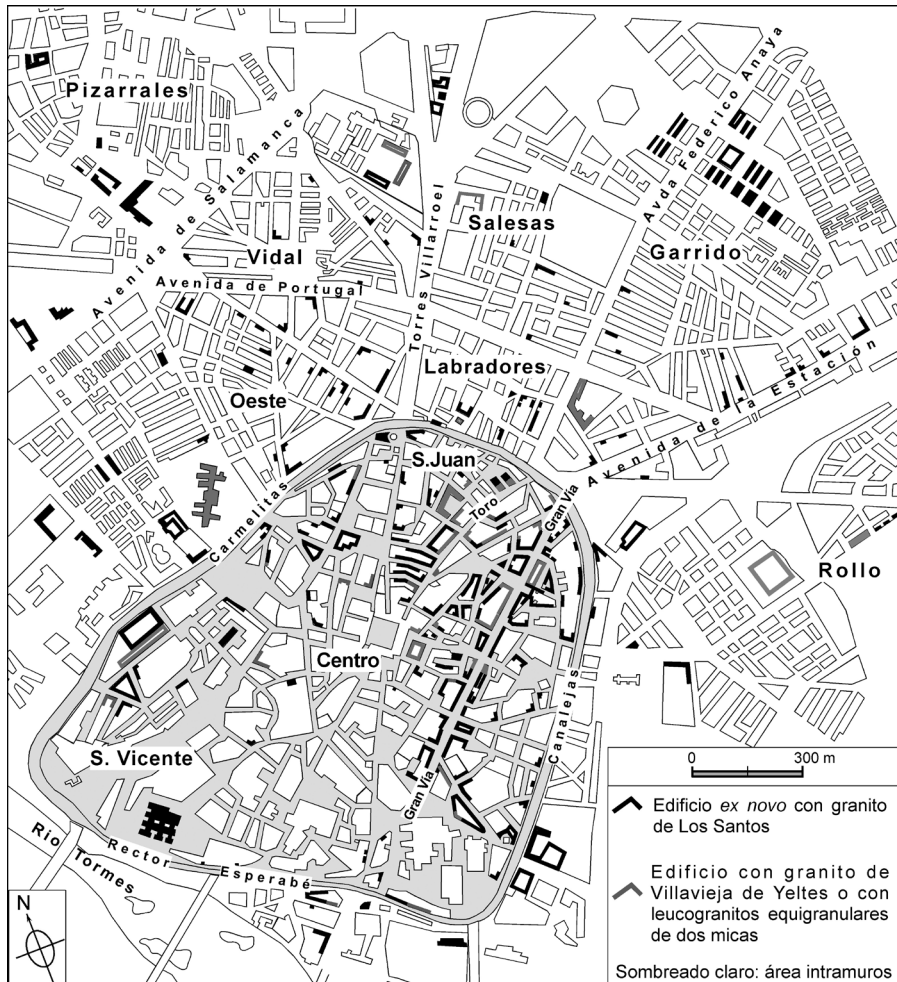 Pizarrales
Avenida de Salamanca
Avda Federico Anaya
Torres Villarroel
Salesas
Vidal
Garrido
Avenida de Portugal
Labradores
Oeste
Avenida de la Estación
S.Juan
Toro
Gran Vía
Carmelitas
Rollo
Centro
Canalejas
S. Vicente
Gran Vía
Rio Tormes
Rector Esperabé
N
0 300 m
Edificio ex novo con granito
de Los Santos
Edificio con granito de
Villavieja de Yeltes o con
leucogranitos equigranulares
de dos micas
Sombreado claro: área intramuros